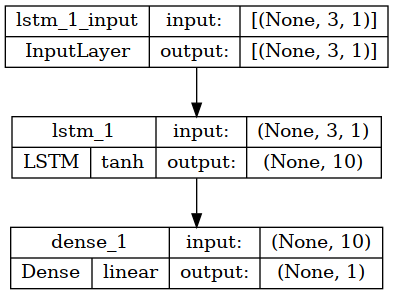 lstm_1_input input: [(None, 3, 1)]
InputLayer output: [(None, 3, 1)]
lstm_1 input: (None, 3, 1)
LSTM tanh output: (None, 10)
dense_1 input: (None, 10)
Dense linear output: (None, 1)